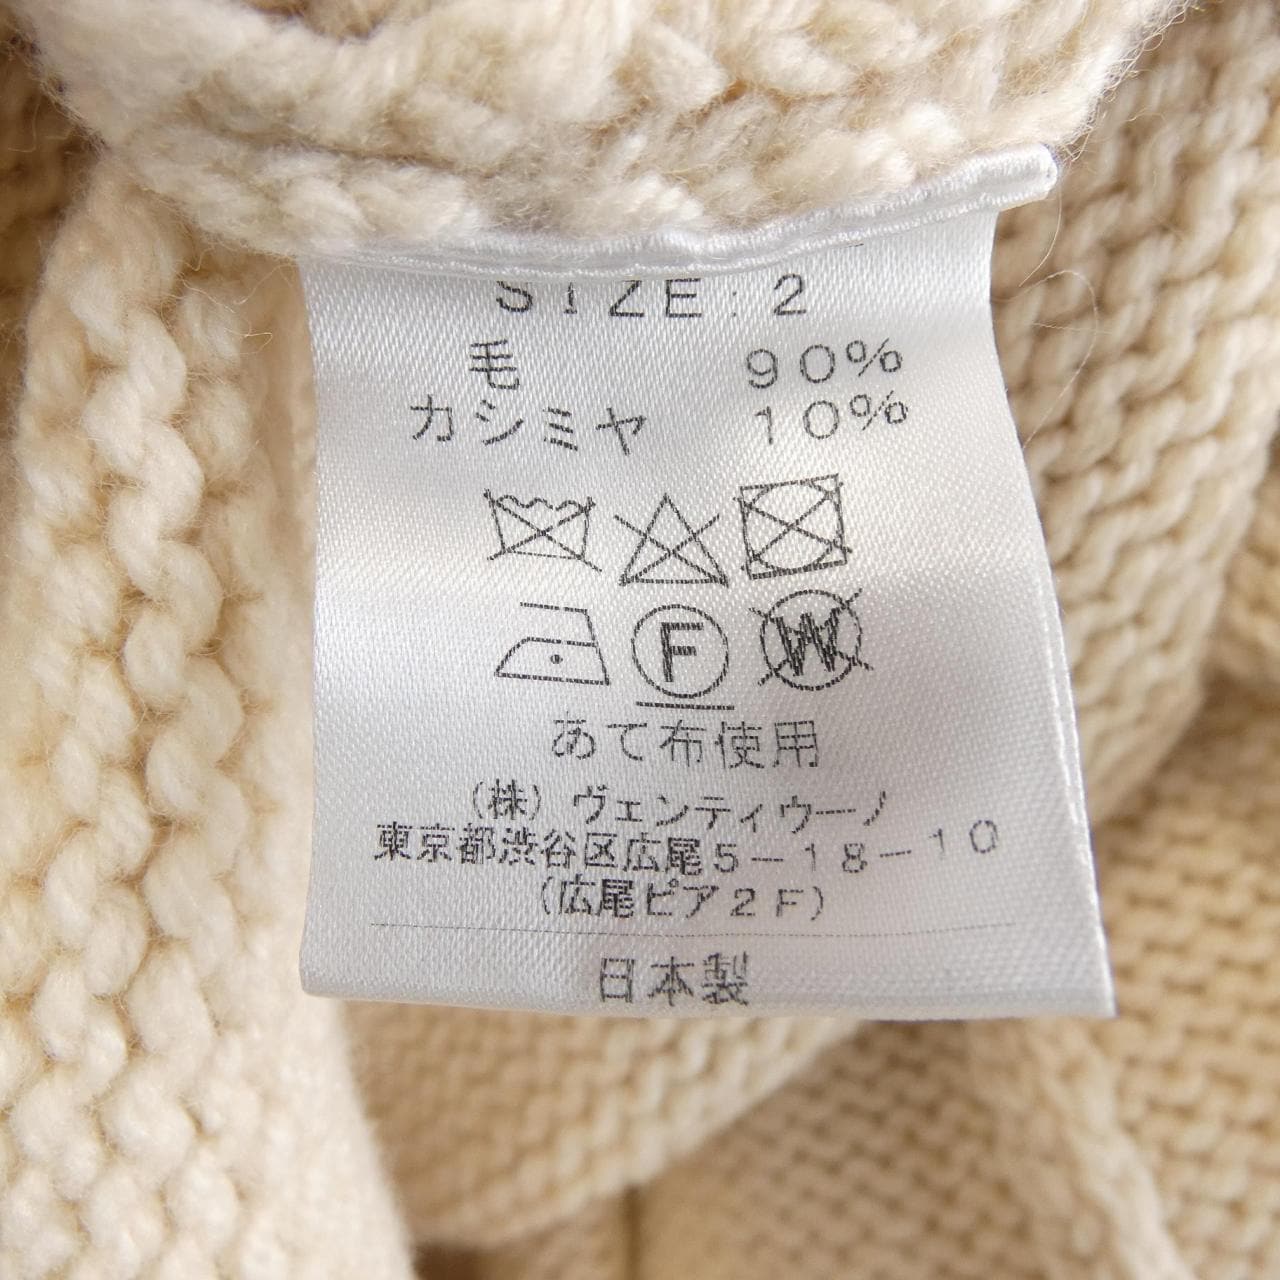 SIZE:2
毛 90%
カシミヤ 10%
F W
あて布使用
(株)ヴェンティウーノ
東京都渋谷区広尾5-18-10
(広尾ピア2F)
日本製